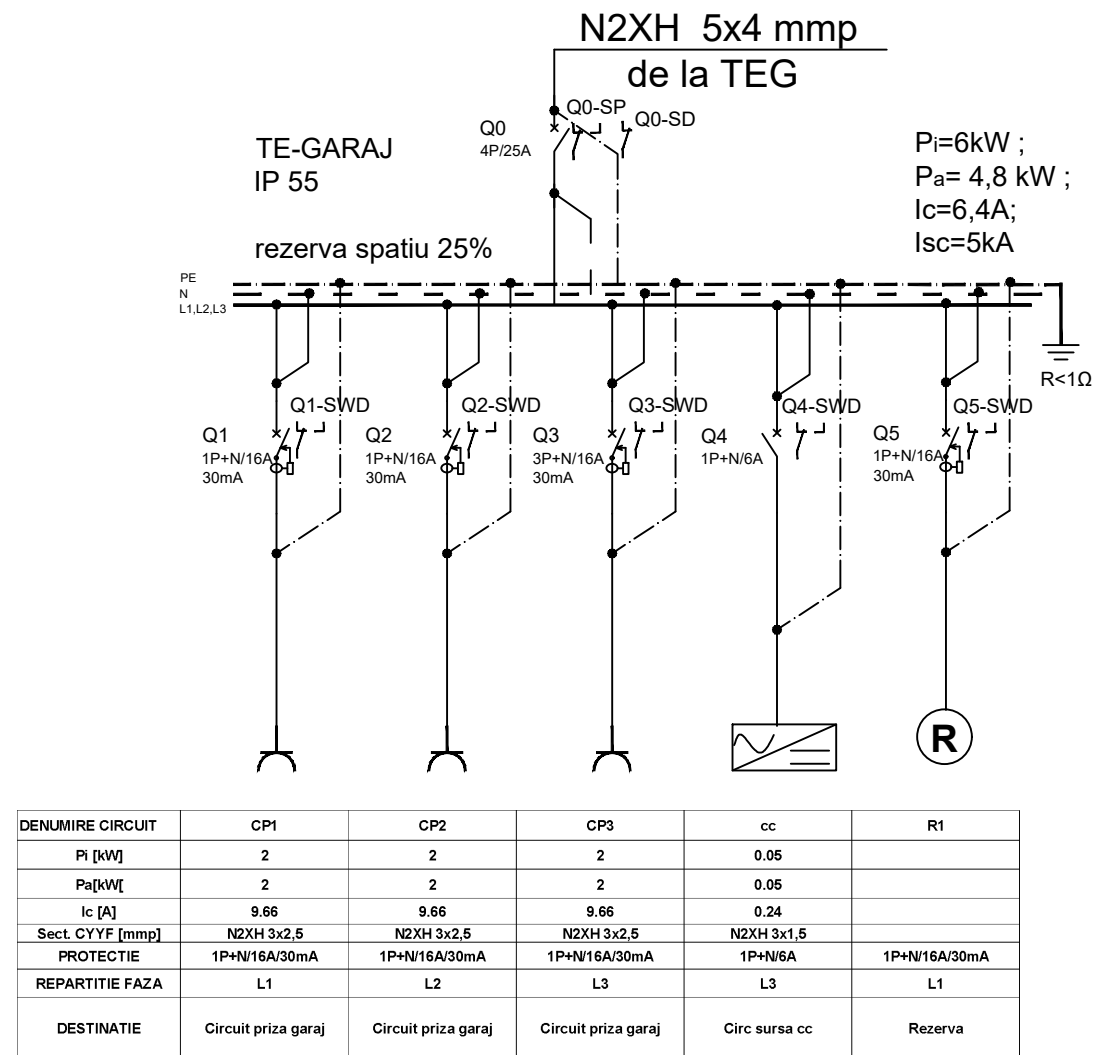 N2XH 5x4 mmp
de la TEG
Q0-SP
Q0-SD
Q0
4P/25A
TE-GARAJ
IP 55
rezerva spatiu 25%
Pi=6kW ;
Pa= 4,8 kW ;
Ic=6,4A;
Isc=5kA
PE
N
L1,L2,L3
R<1Ω
Q1-SWD
Q1
1P+N/16A
30mA
Q2-SWD
Q2
1P+N/16A
30mA
Q3-SWD
Q3
3P+N/16A
30mA
Q4-SWD
Q4
1P+N/6A
Q5-SWD
Q5
1P+N/16A
30mA
R
DENUMIRE CIRCUIT CP1 CP2 CP3 cc R1
Pi [kW] 2 2 2 0.05
Pa[kW[ 2 2 2 0.05
Ic [A] 9.66 9.66 9.66 0.24
Sect. CYYF [mmp] N2XH 3x2,5 N2XH 3x2,5 N2XH 3x2,5 N2XH 3x1,5
PROTECTIE 1P+N/16A/30mA 1P+N/16A/30mA 1P+N/16A/30mA 1P+N/6A 1P+N/16A/30mA
REPARTITIE FAZA L1 L2 L3 L3 L1
DESTINATIE Circuit priza garaj Circuit priza garaj Circuit priza garaj Circ sursa cc Rezerva